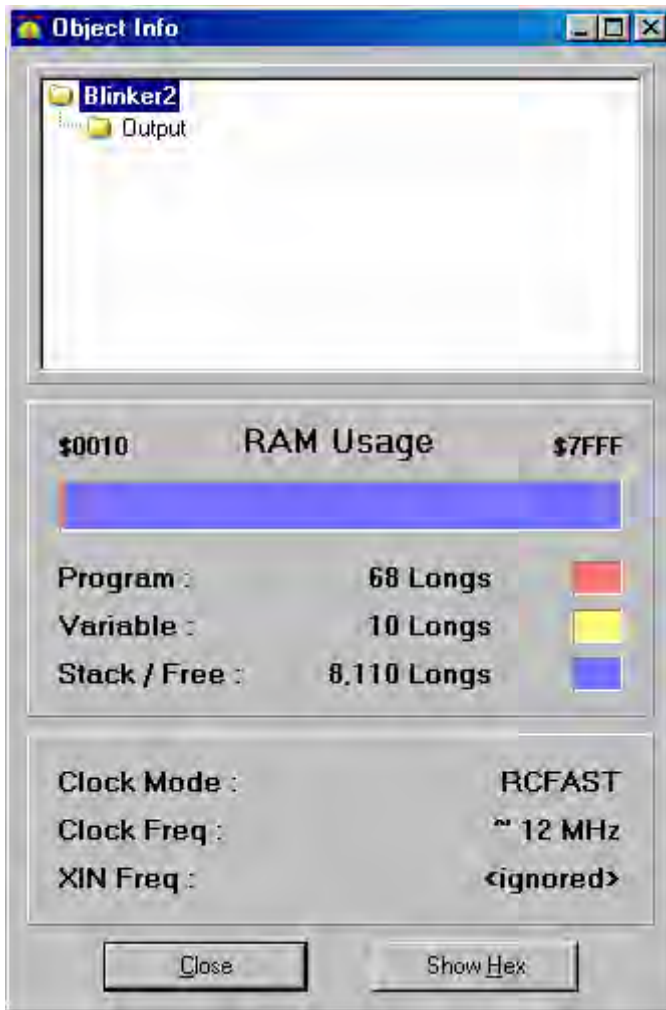 Object Info
Blinker2
Output
$0010 RAM Usage $7FFF
Program : 68 Longs
Variable : 10 Longs
Stack / Free : 8,110 Longs
Clock Mode : RCFAST
Clock Freq : ~ 12 MHz
XIN Freq : <ignored>
Close Show Hex